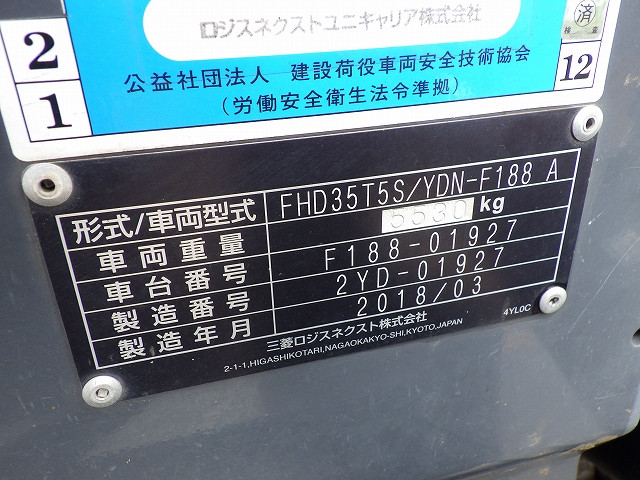 ロジスネクストユニキャリア株式会社
済
検 査
2
1
12
公益社団法人 建設荷役車両安全技術協会
（労働安全衛生法令準拠）
形式/車両型式 FHD35T5S/YDN-F188 A
車両重量 5530 kg
車台番号 F188-01927
製造番号 2YD-01927
製造年月 2018/03
三菱ロジスネクスト株式会社 4YL0C
2-1-1,HIGASHIKOTARI,NAGAOKAKYO-SHI,KYOTO,JAPAN